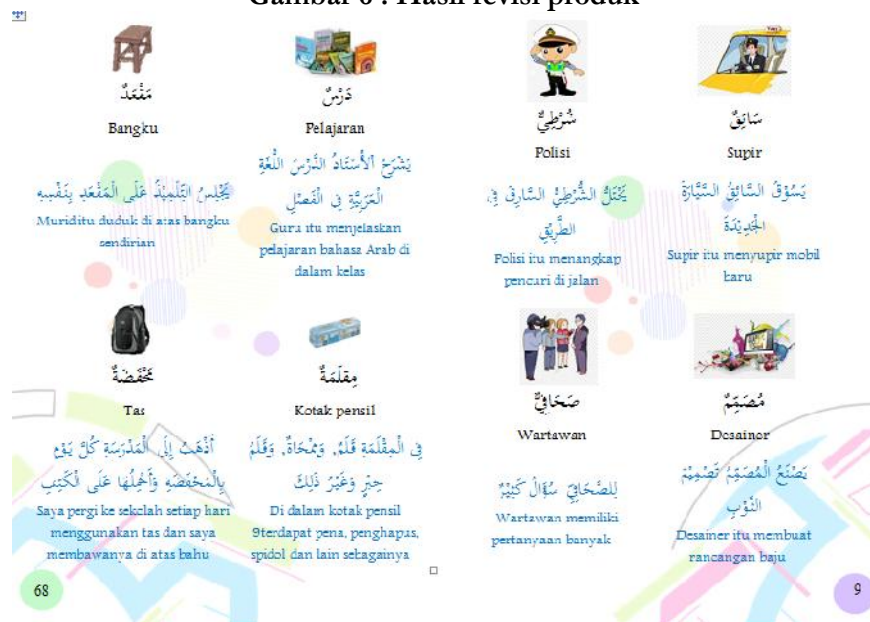 Gambar 6 : Hasil revisi produk
مَقْعَدٌ
Bangku
يَجْلِسُ التِّلْمِيْذُ عَلَى الْمَقْعَدِ بِنَفْسِهِ
Murid itu duduk di atas bangku
sendirian
دَرْسٌ
Pelajaran
يَشْرَحُ الْأُسْتَاذُ الدَّرْسَ اللُّغَةِ
الْعَرَبِيَّةِ فِي الْفَصْلِ
Guru itu menjelaskan
pelajaran bahasa Arab di
dalam kelas
مَحْفَضَةٌ
Tas
أَذْهَبُ إِلَى الْمَدْرَسَةِ كُلَّ يَوْمٍ
بِالْمَحْفَضَةِ وَأَحْمِلُهَا عَلَى الْكَتِفِ
Saya pergi ke sekolah setiap hari
menggunakan tas dan saya
membawanya di atas bahu
مِقْلَمَةٌ
Kotak pensil
فِي الْمِقْلَمَةِ قَلَمٌ, وَمِمْحَاةٌ, وَقَلَمُ
حِبْرٍ وَغَيْرُ ذٰلِكَ
Di dalam kotak pensil
9terdapat pena, penghapus,
spidol dan lain sebagainya
68
شُرْطِيٌّ
Polisi
الشُّرْطِيُّ السَّارِقَ فِي
الطَّرِيْقِ
Polisi itu menangkap
pencuri di jalan
سَائِقٌ
Supir
يَسُوْقُ السَّائِقُ السَّيَّارَةَ
الْجَدِيْدَةَ
Supir itu menyupir mobil
baru
صَحَافِيٌّ
Wartawan
لِلصَّحَافِيِّ سُؤَالٌ كَثِيْرٌ
Wartawan memiliki
pertanyaan banyak
مُصَمِّمٌ
Desainer
يَصْنَعُ الْمُصَمِّمُ تَصْمِيْمَ
الثَّوْبِ
Desainer itu membuat
rancangan baju
9